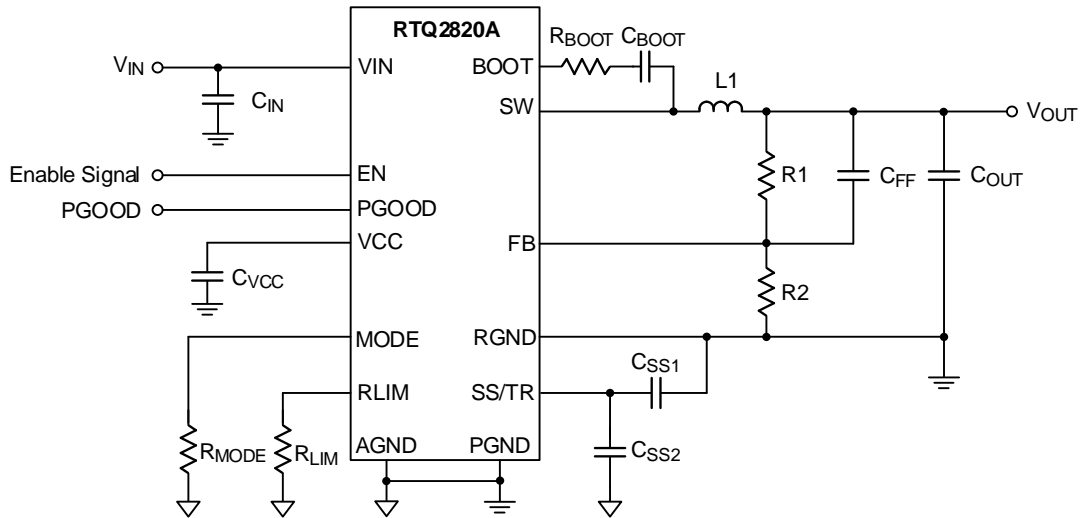 RTQ2820A
VIN
VIN
CIN
Enable Signal
EN
PGOOD
PGOOD
VCC
CVCC
MODE
RMODE
RLIM
RLIM
AGND
PGND
BOOT
RBOOT
CBOOT
SW
L1
VOUT
R1
CFF
COUT
FB
R2
RGND
CSS1
SS/TR
CSS2